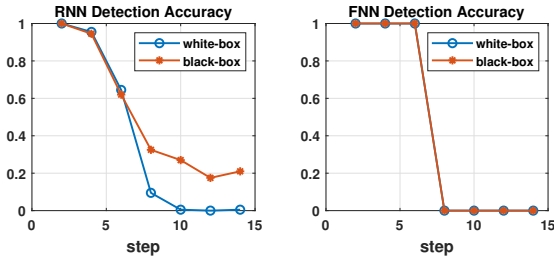 RNN Detection Accuracy
1
0.8
0.6
0.4
0.2
0
0
5
10
15
step
white-box
black-box
FNN Detection Accuracy
1
0.8
0.6
0.4
0.2
0
0
5
10
15
step
white-box
black-box